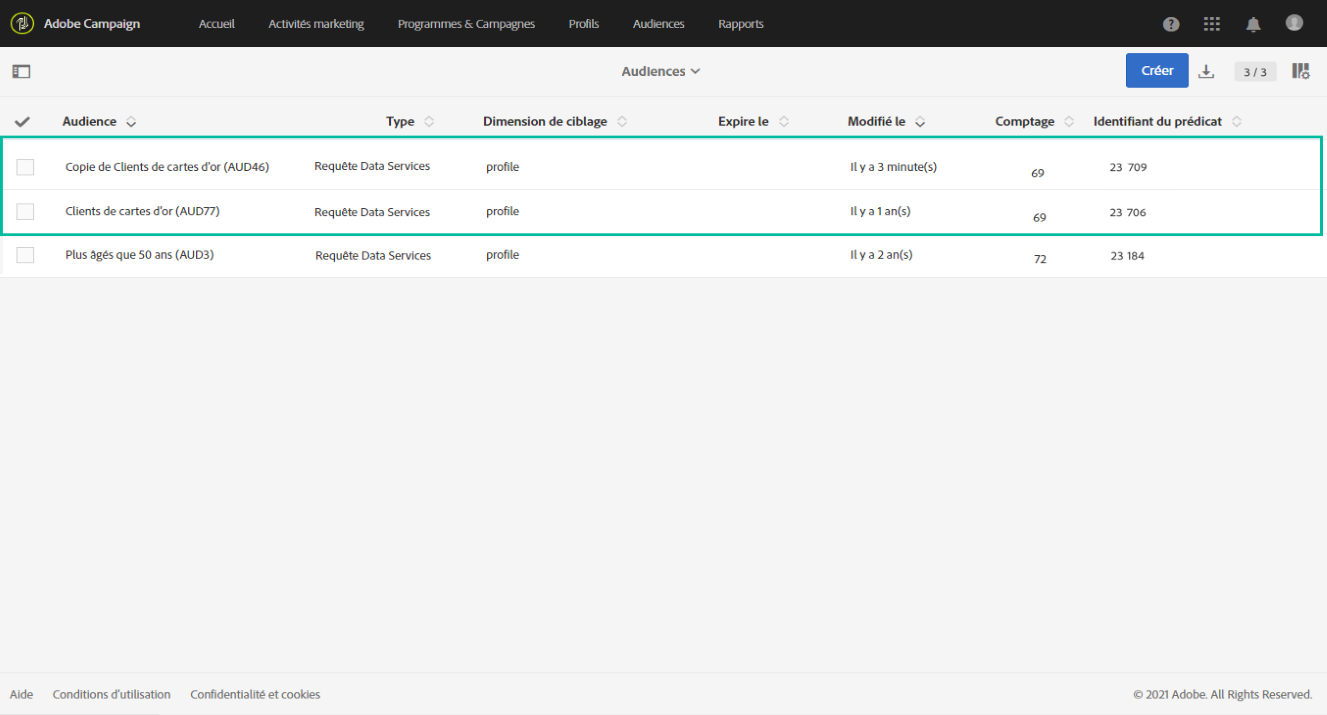 Adobe Campaign Accueil Activités marketing Programmes & Campagnes Profils Audiences Rapports
Audiences Créer 3 / 3
Audience Type Dimension de ciblage Expire le Modifié le Comptage Identifiant du prédicat
Copie de Clients de cartes d'or (AUD46) Requête Data Services profile Il y a 3 minute(s) 69 23 709
Clients de cartes d'or (AUD77) Requête Data Services profile Il y a 1 an(s) 69 23 706
Plus âgés que 50 ans (AUD3) Requête Data Services profile Il y a 2 an(s) 72 23 184
Aide Conditions d'utilisation Confidentialité et cookies © 2021 Adobe. All Rights Reserved.